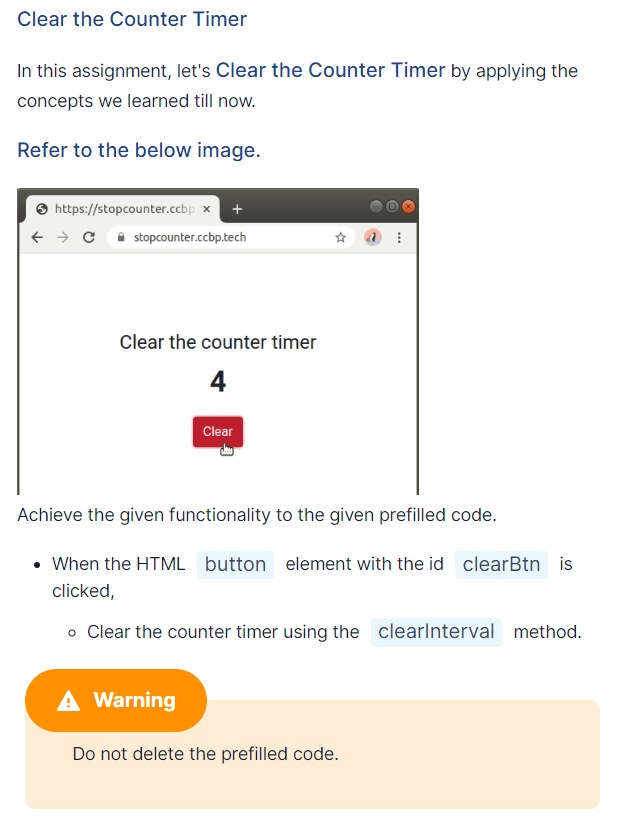 Clear the Counter Timer
In this assignment, let's Clear the Counter Timer by applying the
concepts we learned till now.
Refer to the below image.
https://stopcounter.ccbp
stopcounter.ccbp.tech
Clear the counter timer
4
Clear
Achieve the given functionality to the given prefilled code.
When the HTML button element with the id clearBtn is
clicked,
Clear the counter timer using the clearInterval method.
Warning
Do not delete the prefilled code.